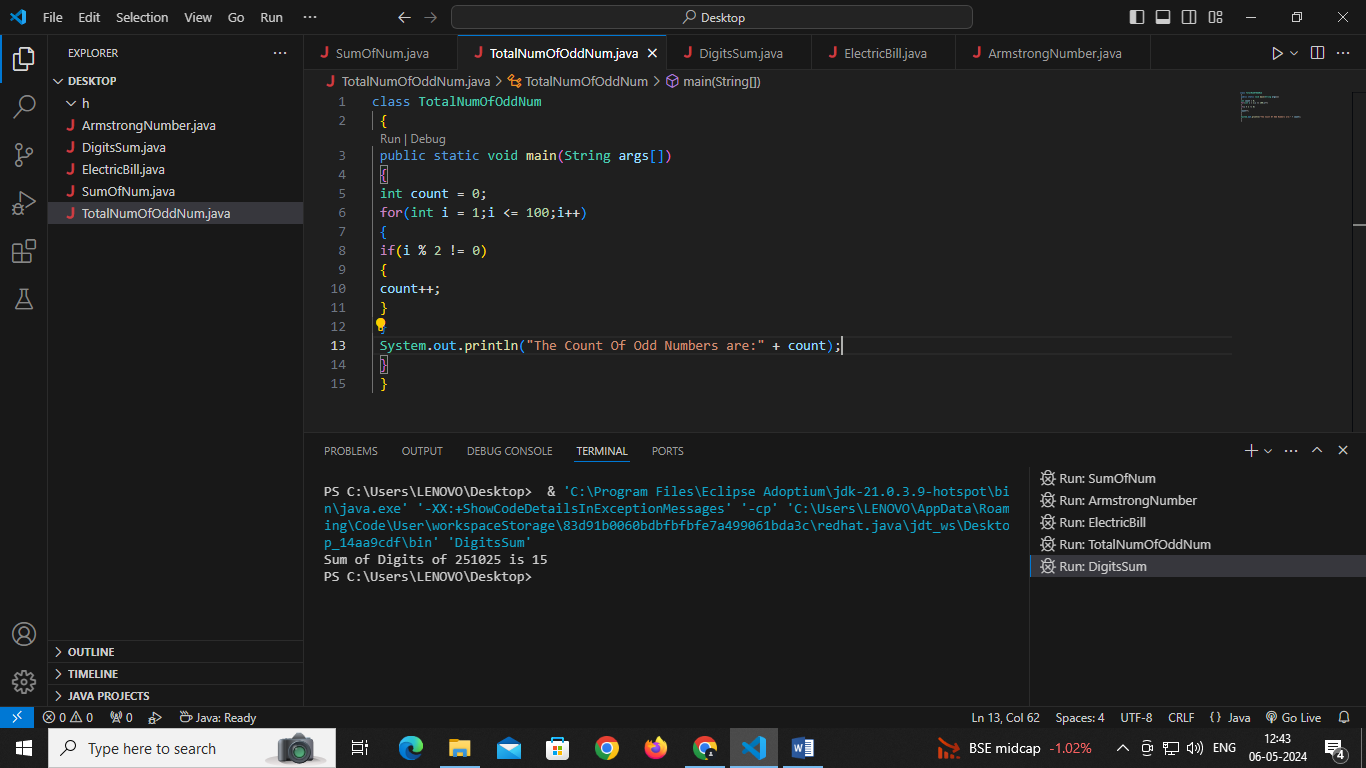 File Edit Selection View Go Run ··· Desktop
EXPLORER ···
SumOfNum.java TotalNumOfOddNum.java DigitsSum.java ElectricBill.java ArmstrongNumber.java
DESKTOP
h
ArmstrongNumber.java
DigitsSum.java
ElectricBill.java
SumOfNum.java
TotalNumOfOddNum.java
TotalNumOfOddNum.java > TotalNumOfOddNum > main(String[])
1 class TotalNumOfOddNum
2 {
Run | Debug
3 public static void main(String args[])
4 {
5 int count = 0;
6 for(int i = 1;i <= 100;i++)
7 {
8 if(i % 2 != 0)
9 {
10 count++;
11 }
12
13 System.out.println("The Count Of Odd Numbers are:" + count);
14 }
15 }
PROBLEMS OUTPUT DEBUG CONSOLE TERMINAL PORTS
PS C:\Users\LENOVO\Desktop> & 'C:\Program Files\Eclipse Adoptium\jdk-21.0.3.9-hotspot\bi
n\java.exe' '-XX:+ShowCodeDetailsInExceptionMessages' '-cp' 'C:\Users\LENOVO\AppData\Roam
ing\Code\User\workspaceStorage\83d91b0060bdbfbfbfe7a499061bda3c\redhat.java\jdt_ws\Deskto
p_14aa9cdf\bin' 'DigitsSum'
Sum of Digits of 251025 is 15
PS C:\Users\LENOVO\Desktop>
Run: SumOfNum
Run: ArmstrongNumber
Run: ElectricBill
Run: TotalNumOfOddNum
Run: DigitsSum
OUTLINE
TIMELINE
JAVA PROJECTS
0 0 0 Java: Ready Ln 13, Col 62 Spaces: 4 UTF-8 CRLF {} Java Go Live
Type here to search
BSE midcap -1.02% ENG 12:43
06-05-2024
4